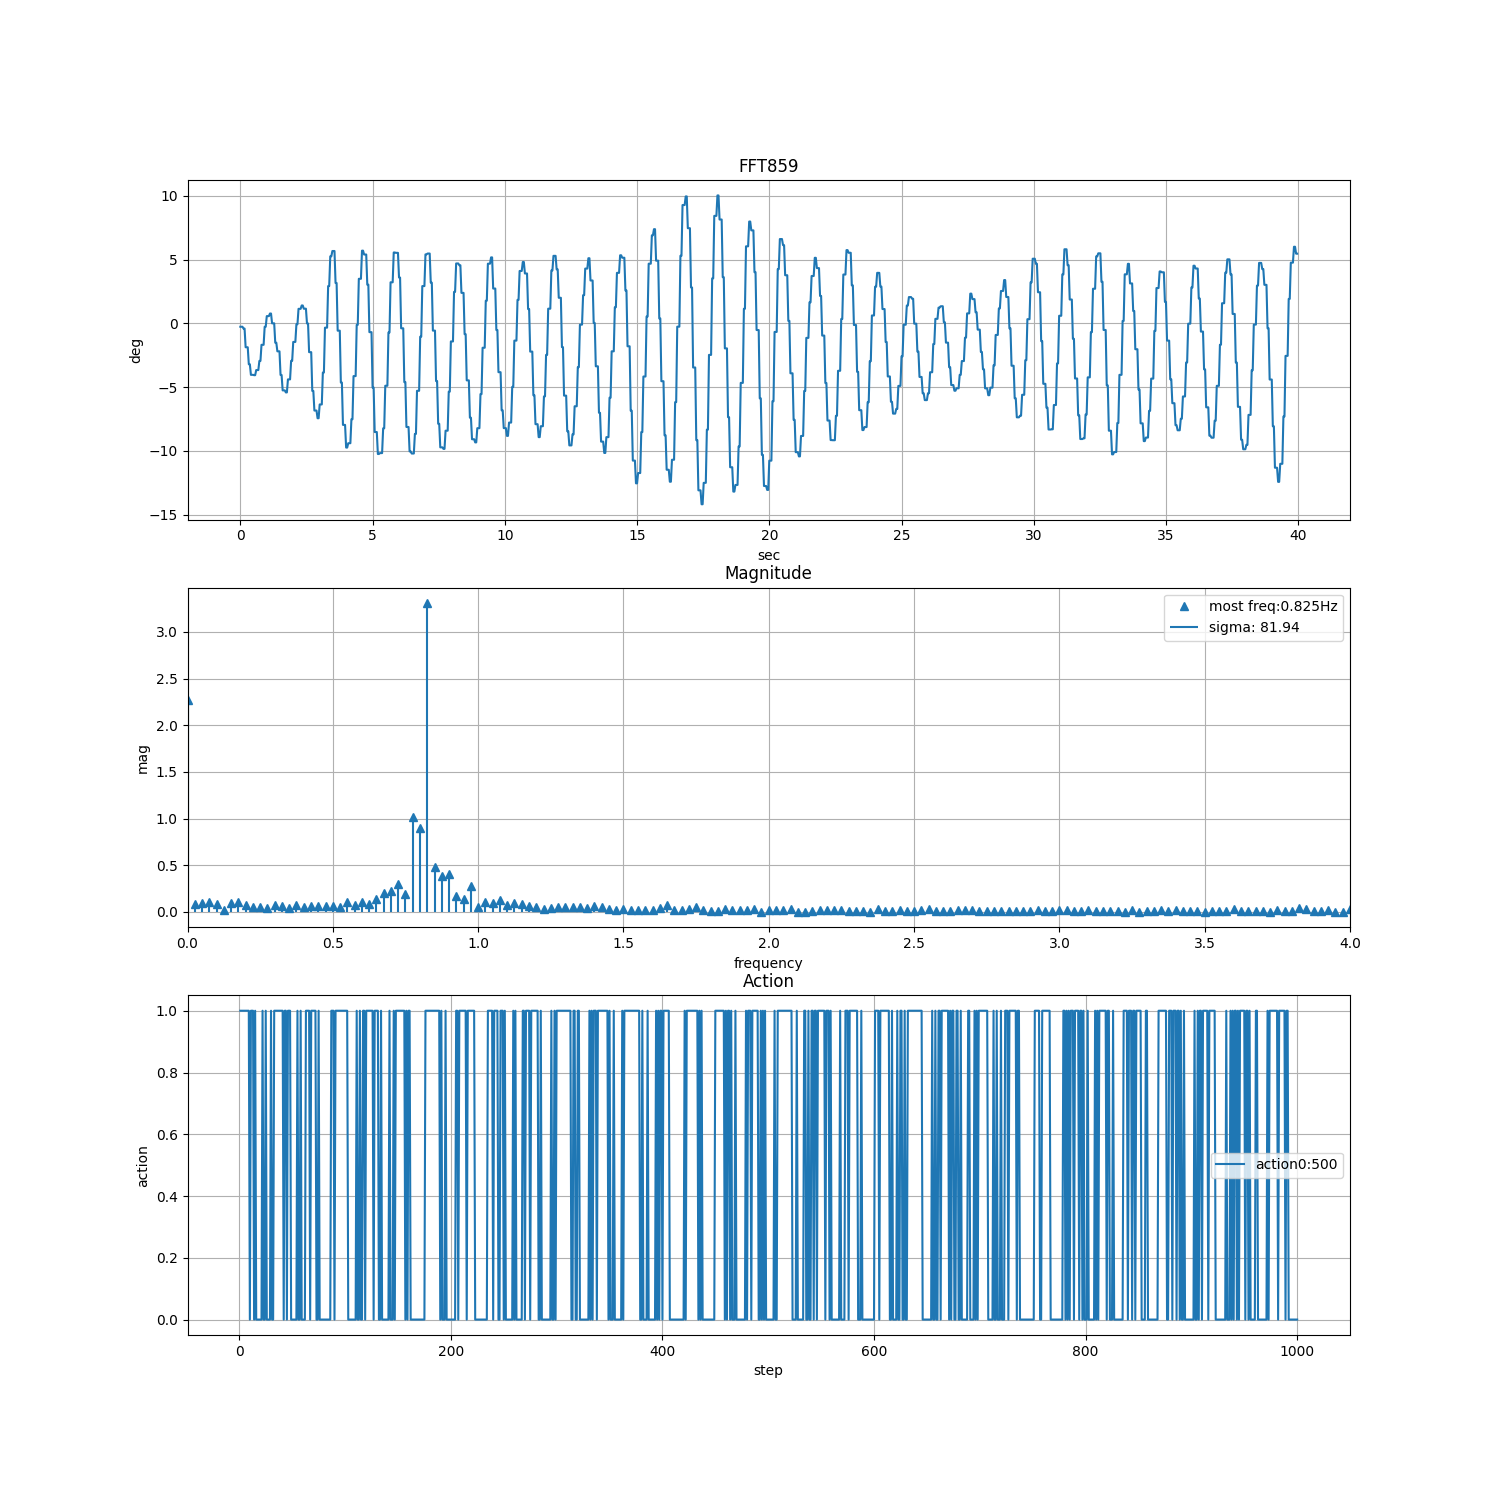 FFT859
10
5
0
−5
−10
−15
deg
0 5 10 15 20 25 30 35 40
sec
Magnitude
most freq:0.825Hz
sigma: 81.94
3.0
2.5
2.0
1.5
1.0
0.5
0.0
mag
0.0 0.5 1.0 1.5 2.0 2.5 3.0 3.5 4.0
frequency
Action
1.0
0.8
0.6
0.4
0.2
0.0
action
action0:500
0 200 400 600 800 1000
step